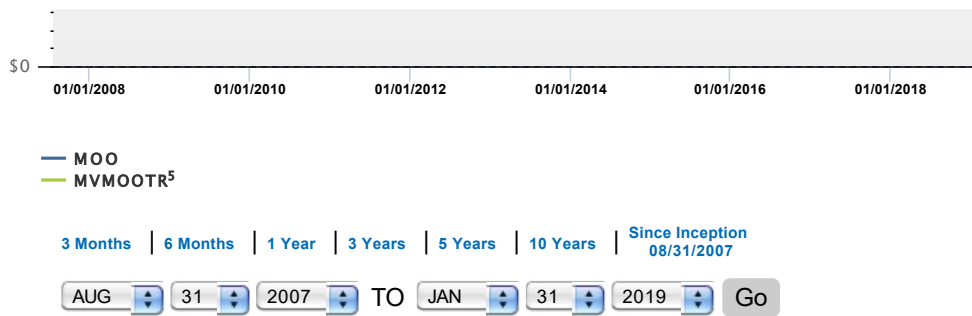 $0
01/01/2008 01/01/2010 01/01/2012 01/01/2014 01/01/2016 01/01/2018
MOO
MVMOOTR5
3 Months | 6 Months | 1 Year | 3 Years | 5 Years | 10 Years | Since Inception
08/31/2007
AUG 31 2007 TO JAN 31 2019 Go